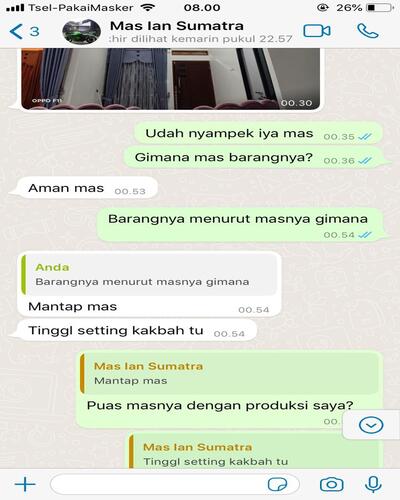 Tsel-PakaiMasker 08.00 26%
3 Mas Ian Sumatra
:hir dilihat kemarin pukul 22.57
OPPO F11 00.30
Udah nyampek iya mas 00.35
Gimana mas barangnya? 00.36
Aman mas 00.53
Barangnya menurut masnya gimana
00.54
Anda
Barangnya menurut masnya gimana
Mantap mas 00.54
Tinggl setting kakbah tu 00.54
Mas Ian Sumatra
Mantap mas
Puas masnya dengan produksi saya?
00.
Mas Ian Sumatra
Tinggl setting kakbah tu